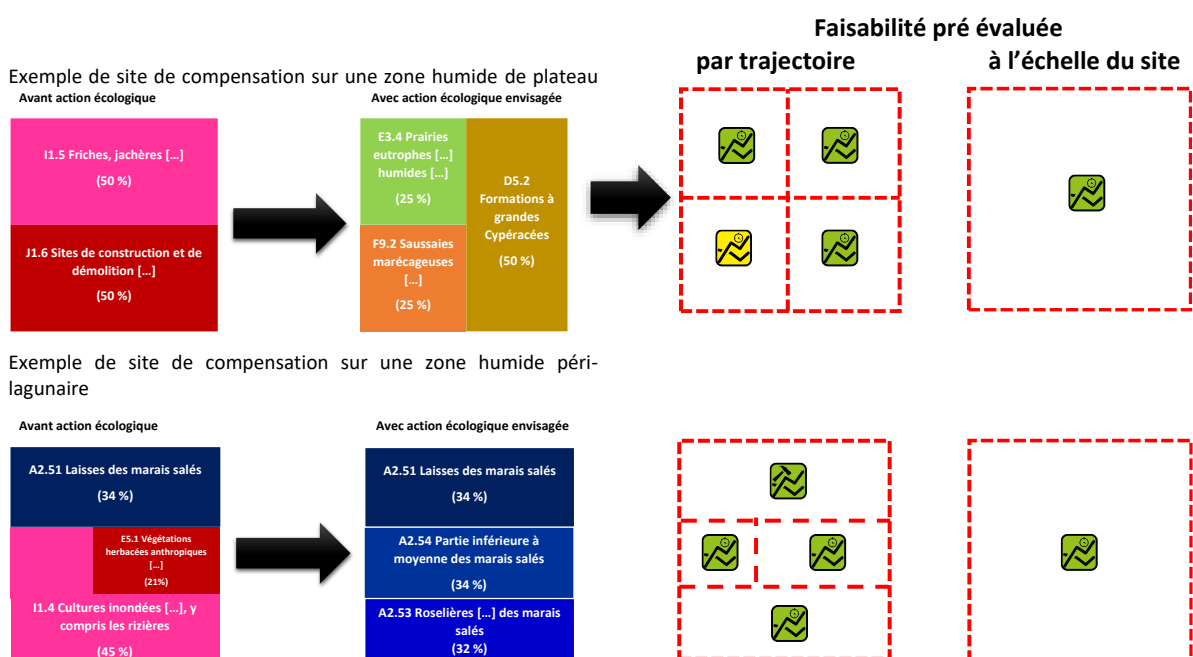 Faisabilité pré évaluée
par trajectoire
à l’échelle du site
Exemple de site de compensation sur une zone humide de plateau
Avant action écologique
Avec action écologique envisagée
I1.5 Friches, jachères […]
(50 %)
J1.6 Sites de construction et de
démolition […]
(50 %)
E3.4 Prairies
eutrophes […]
humides […]
(25 %)
F9.2 Saussaies
marécageuses
[…]
(25 %)
D5.2
Formations à
grandes
Cypéracées
(50 %)
Exemple de site de compensation sur une zone humide péri-
lagunaire
Avant action écologique
Avec action écologique envisagée
A2.51 Laisses des marais salés
(34 %)
E5.1 Végétations
herbacées anthropiques
[…]
(21%)
I1.4 Cultures inondées […], y
compris les rizières
(45 %)
A2.51 Laisses des marais salés
(34 %)
A2.54 Partie inférieure à
moyenne des marais salés
(34 %)
A2.53 Roselières […] des marais
salés
(32 %)